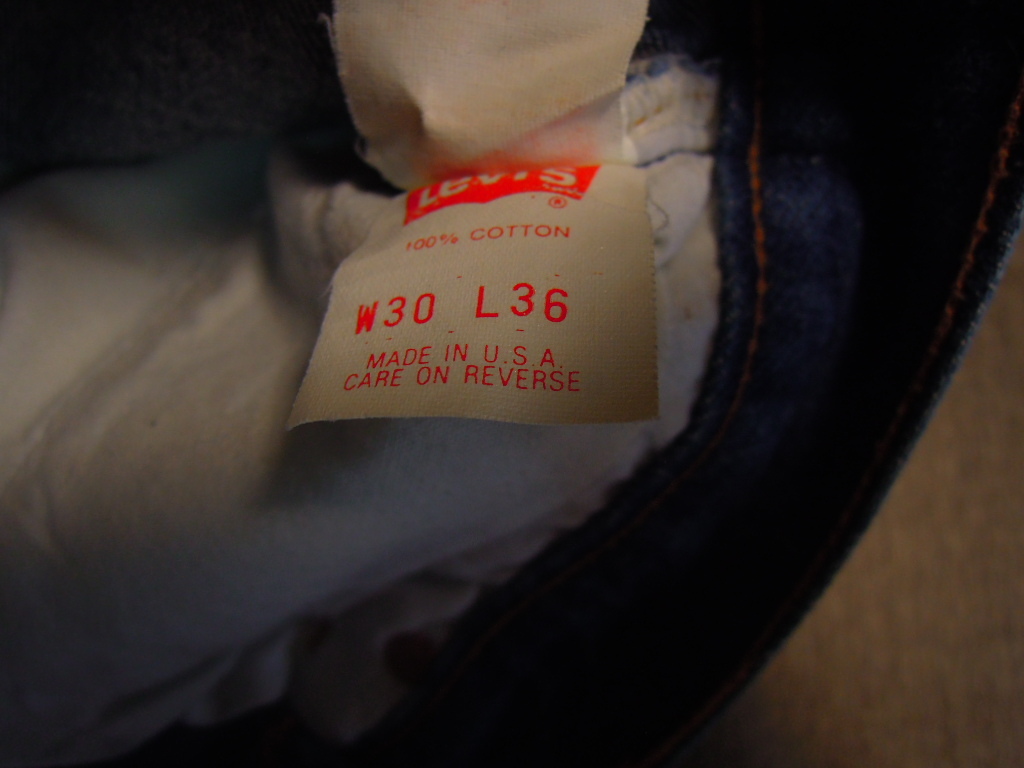 LEVI'S
®
100% COTTON
W30 L36
MADE IN U.S.A.
CARE ON REVERSE